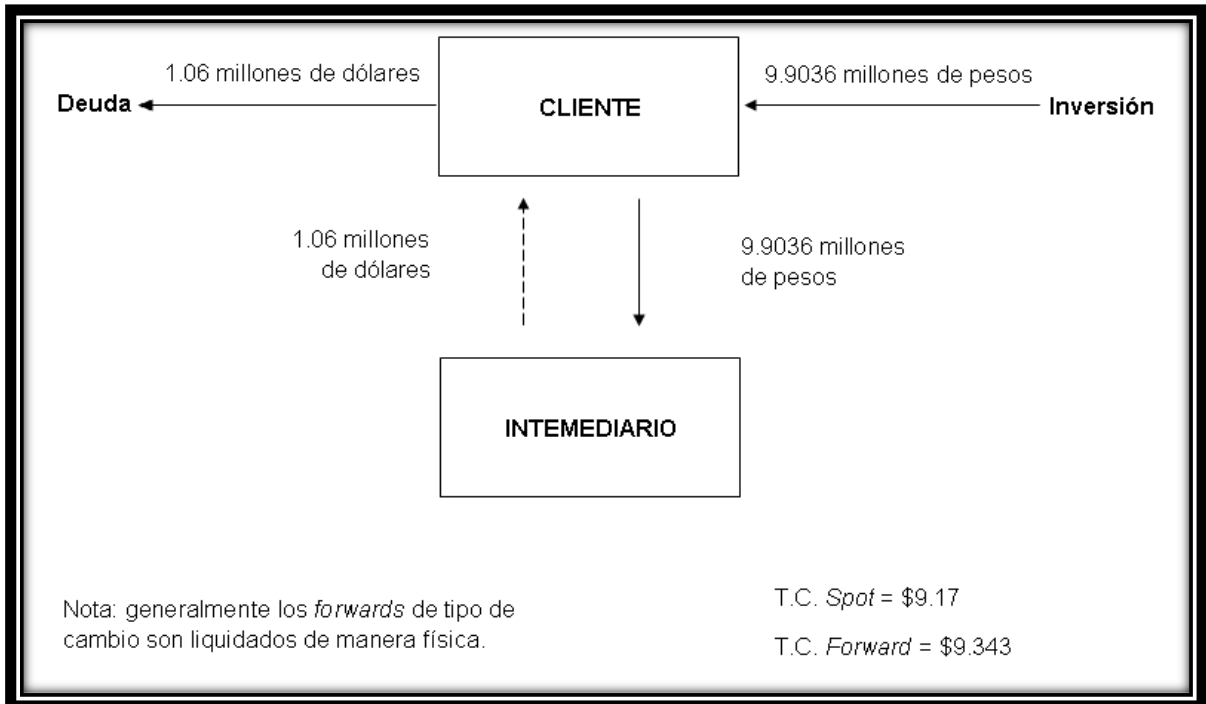 1.06 millones de dólares
9.9036 millones de pesos
Deuda
CLIENTE
Inversión
1.06 millones
de dólares
9.9036 millones
de pesos
INTEMEDIARIO
Nota: generalmente los forwards de tipo de
cambio son liquidados de manera física.
T.C. Spot = $9.17
T.C. Forward = $9.343